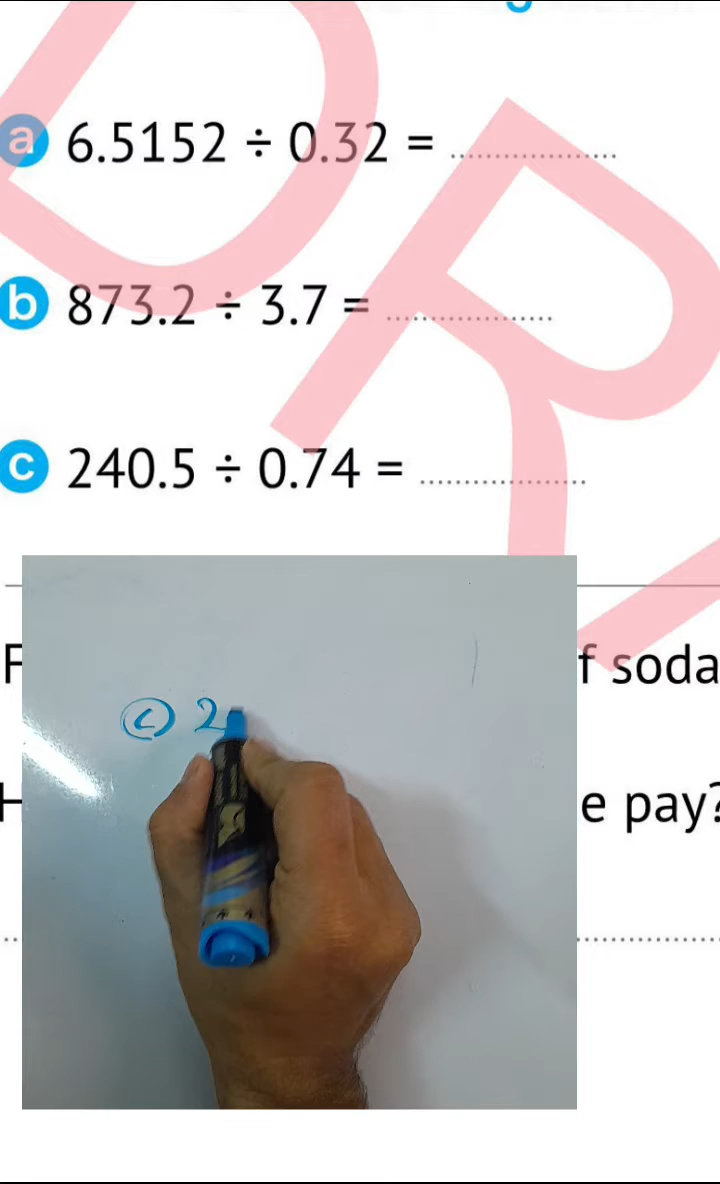 a 6.5152 ÷ 0.32 = ....................
b 873.2 ÷ 3.7 = ....................
c 240.5 ÷ 0.74 = ....................
f soda
e pay?
c 2